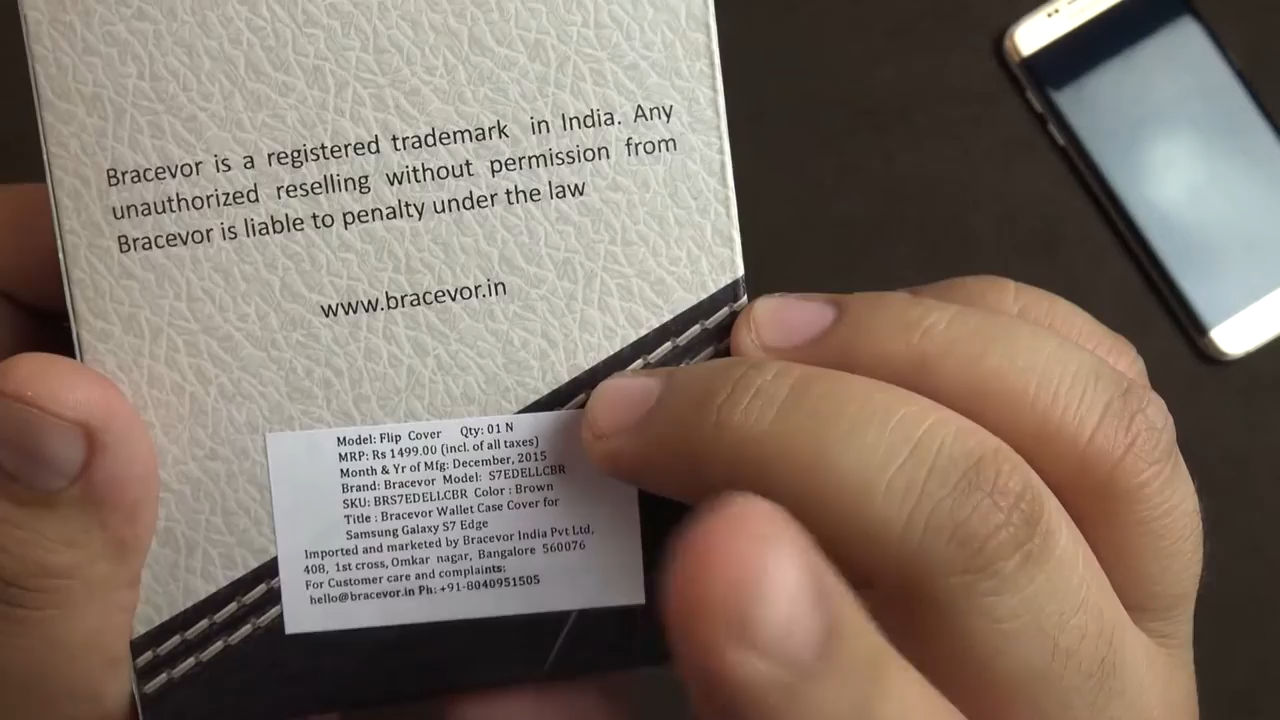 Bracevor is a registered trademark in India. Any
unauthorized reselling without permission from
Bracevor is liable to penalty under the law
www.bracevor.in
Model: Flip Cover Qty: 01 N
MRP: Rs 1499.00 (incl. of all taxes)
Month & Yr of Mfg: December, 2015
Brand: Bracevor Model: S7EDELLCBR
SKU: BRS7EDELLCBR Color : Brown
Title : Bracevor Wallet Case Cover for
Samsung Galaxy S7 Edge
Imported and marketed by Bracevor India Pvt Ltd,
408, 1st cross, Omkar nagar, Bangalore 560076
For Customer care and complaints:
hello@bracevor.in Ph: +91-8040951505